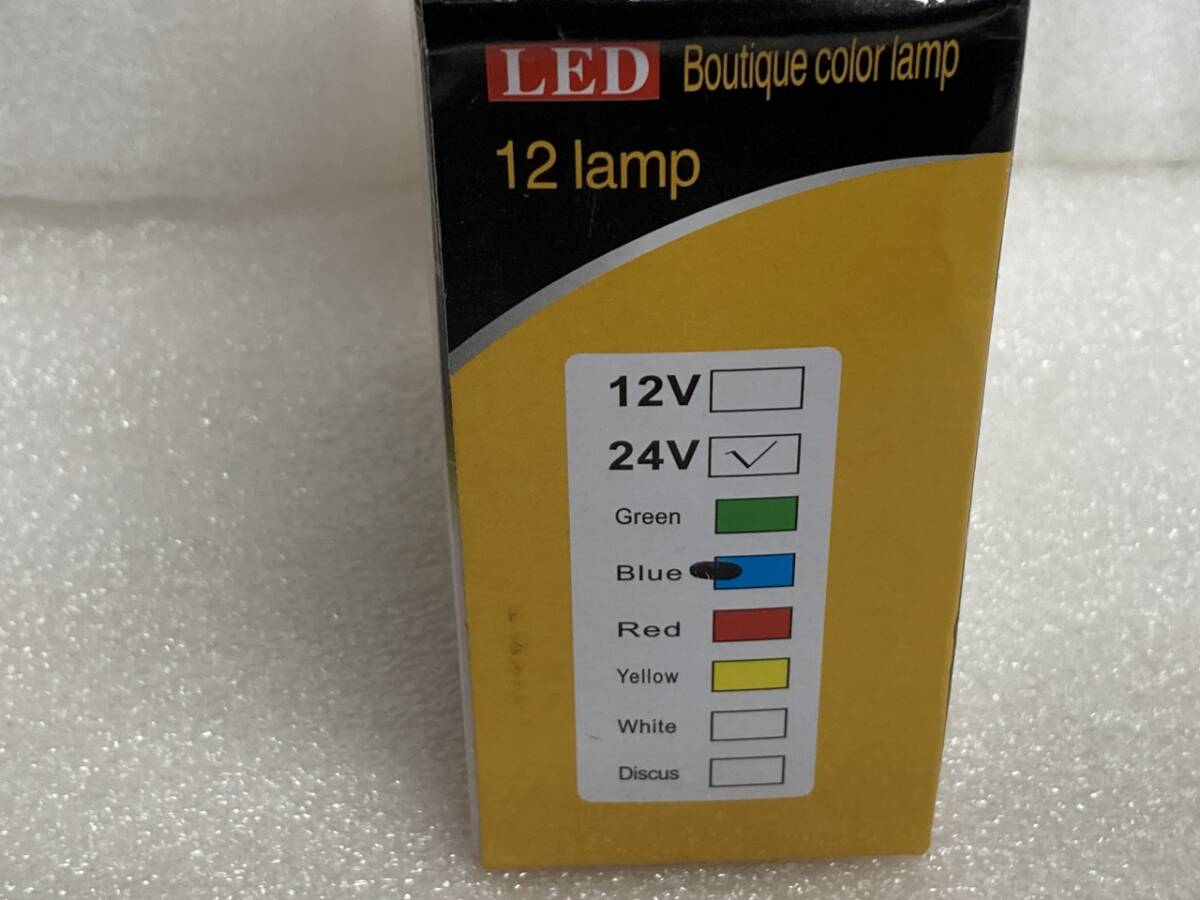 LED Boutique color lamp
12 lamp
12V
24V
Green
Blue
Red
Yellow
White
Discus